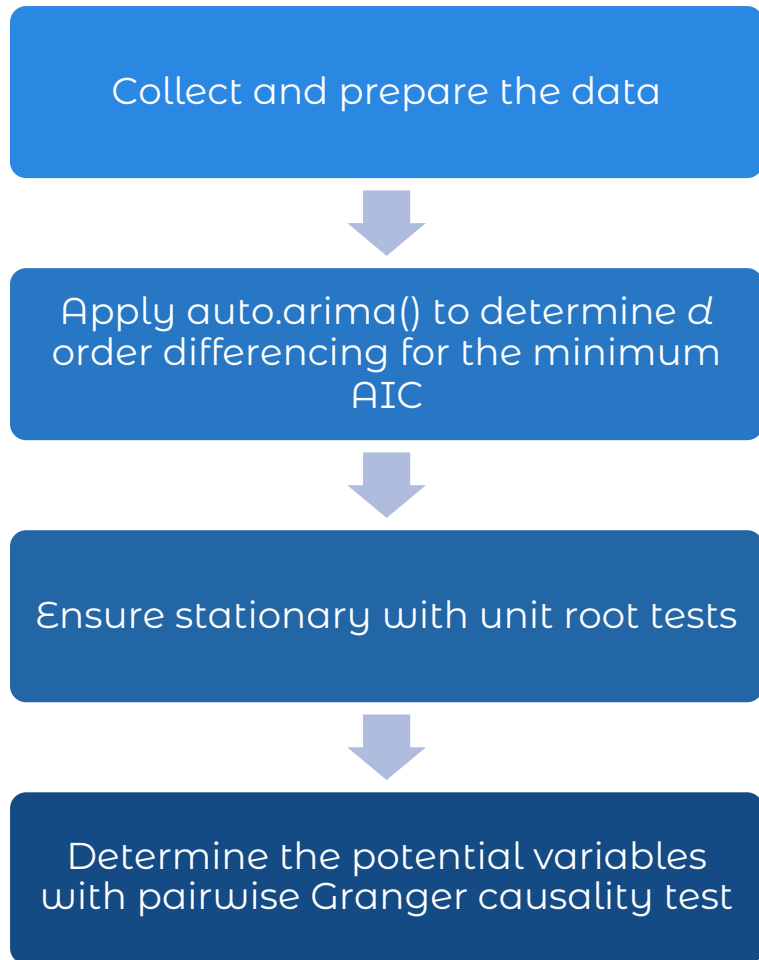 Collect and prepare the data
Apply auto.arima() to determine d
order differencing for the minimum
AIC
Ensure stationary with unit root tests
Determine the potential variables
with pairwise Granger causality test